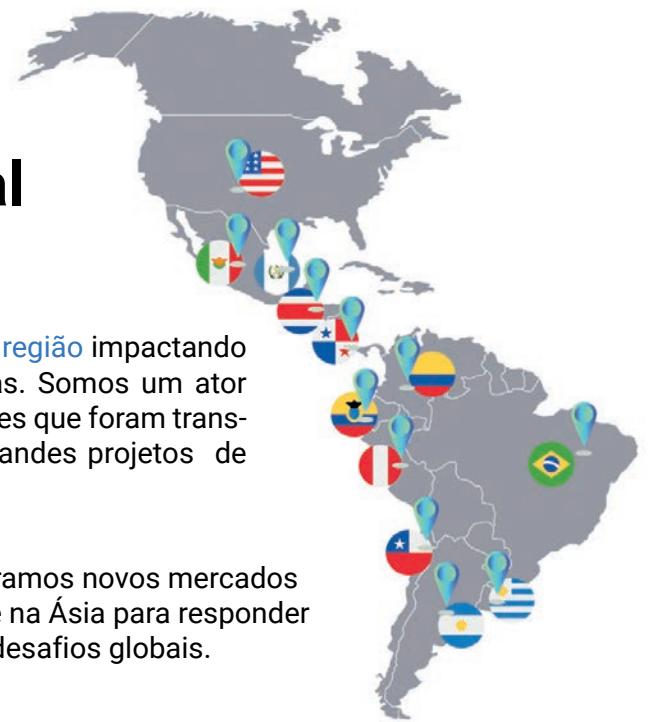 al
região impactando
as. Somos um ator
es que foram trans-
andes projetos de
ramos novos mercados
e na Ásia para responder
desafios globais.